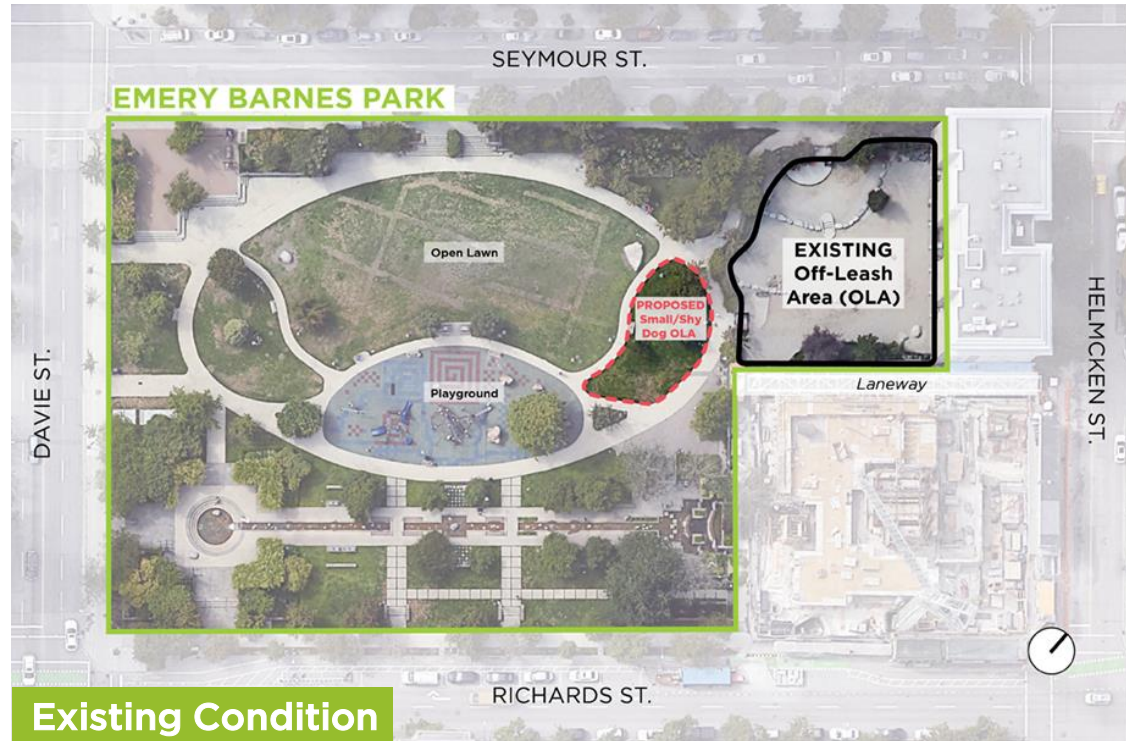 SEYMOUR ST.
EMERY BARNES PARK
Open Lawn
EXISTING
Off-Leash
Area (OLA)
PROPOSED
Small/Shy
Dog OLA
Playground
Laneway
DAVIE ST.
HELMCKEN ST.
RICHARDS ST.
Existing Condition